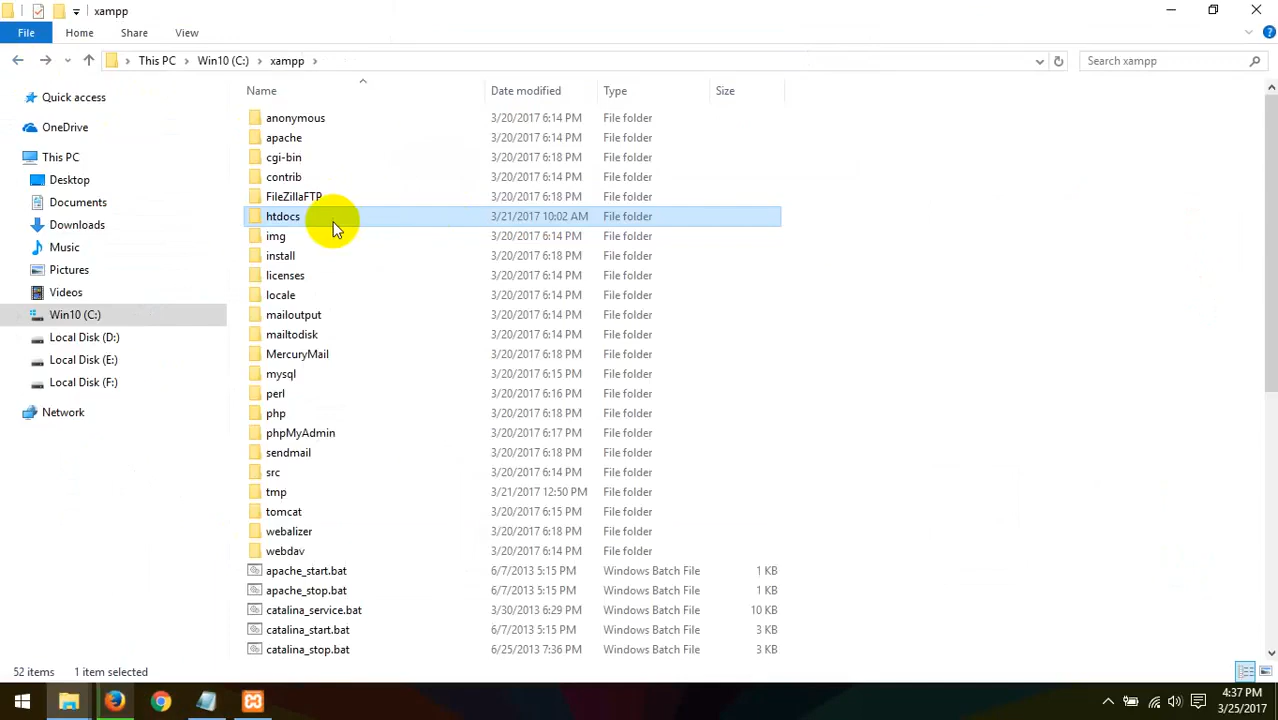 xampp
File Home Share View
This PC Win10 (C:) xampp Search xampp
Name Date modified Type Size
Quick access
OneDrive
This PC
Desktop
Documents
Downloads
Music
Pictures
Videos
Win10 (C:)
Local Disk (D:)
Local Disk (E:)
Local Disk (F:)
Network
anonymous 3/20/2017 6:14 PM File folder
apache 3/20/2017 6:14 PM File folder
cgi-bin 3/20/2017 6:18 PM File folder
contrib 3/20/2017 6:14 PM File folder
FileZillaFTP 3/20/2017 6:18 PM File folder
htdocs 3/21/2017 10:02 AM File folder
img 3/20/2017 6:14 PM File folder
install 3/20/2017 6:18 PM File folder
licenses 3/20/2017 6:14 PM File folder
locale 3/20/2017 6:14 PM File folder
mailoutput 3/20/2017 6:14 PM File folder
mailtodisk 3/20/2017 6:14 PM File folder
MercuryMail 3/20/2017 6:18 PM File folder
mysql 3/20/2017 6:15 PM File folder
perl 3/20/2017 6:16 PM File folder
php 3/20/2017 6:18 PM File folder
phpMyAdmin 3/20/2017 6:17 PM File folder
sendmail 3/20/2017 6:18 PM File folder
src 3/20/2017 6:14 PM File folder
tmp 3/21/2017 12:50 PM File folder
tomcat 3/20/2017 6:15 PM File folder
webalizer 3/20/2017 6:18 PM File folder
webdav 3/20/2017 6:14 PM File folder
apache_start.bat 6/7/2013 5:15 PM Windows Batch File 1 KB
apache_stop.bat 6/7/2013 5:15 PM Windows Batch File 1 KB
catalina_service.bat 3/30/2013 6:29 PM Windows Batch File 10 KB
catalina_start.bat 6/7/2013 5:15 PM Windows Batch File 3 KB
catalina_stop.bat 6/25/2013 7:36 PM Windows Batch File 3 KB
52 items 1 item selected
4:37 PM
3/25/2017